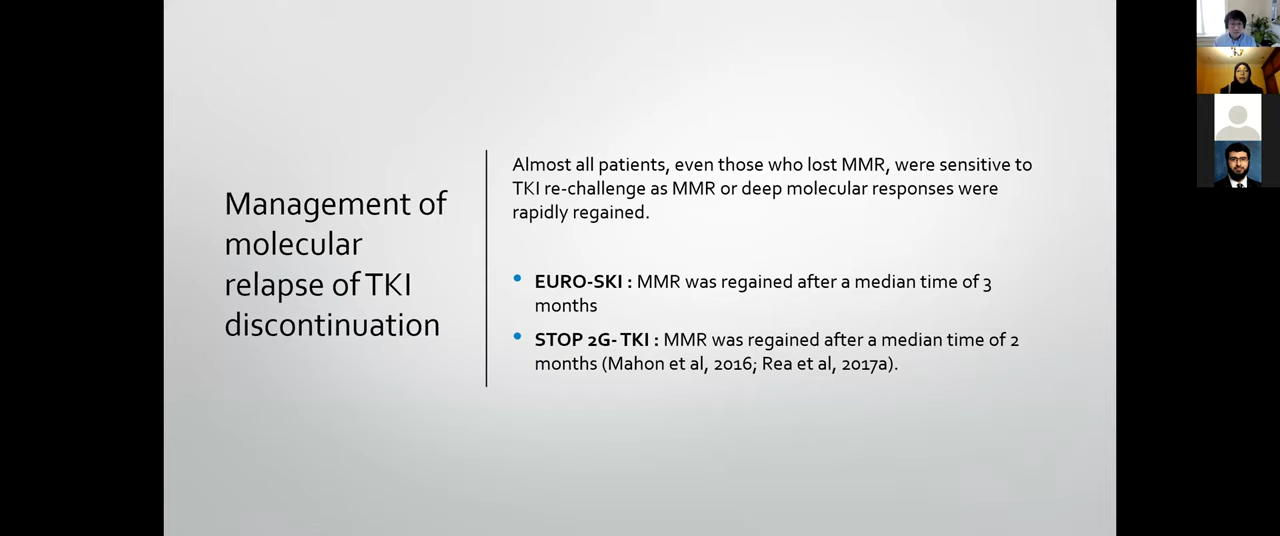 Management of
molecular
relapse of TKI
discontinuation
Almost all patients, even those who lost MMR, were sensitive to
TKI re-challenge as MMR or deep molecular responses were
rapidly regained.
• EURO-SKI : MMR was regained after a median time of 3
months
• STOP 2G- TKI : MMR was regained after a median time of 2
months (Mahon et al, 2016; Rea et al, 2017a).